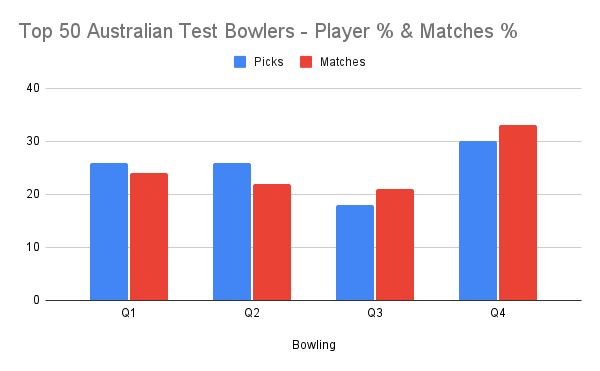 Top 50 Australian Test Bowlers - Player % & Matches %
Picks Matches
40
30
20
10
0
Q1 Q2 Q3 Q4
Bowling